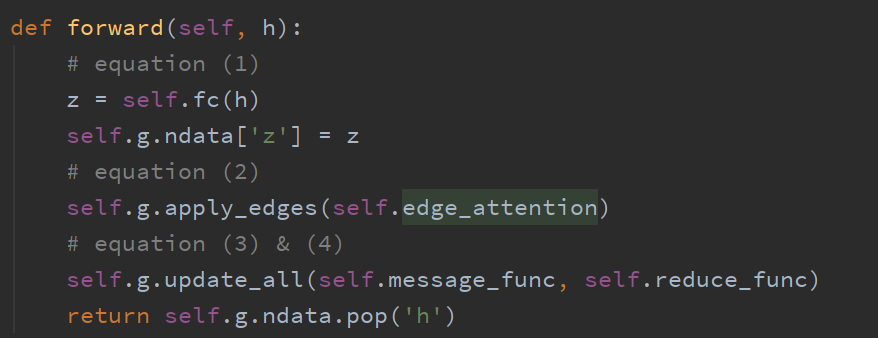 def forward(self, h):
    # equation (1)
    z = self.fc(h)
    self.g.ndata['z'] = z
    # equation (2)
    self.g.apply_edges(self.edge_attention)
    # equation (3) & (4)
    self.g.update_all(self.message_func, self.reduce_func)
    return self.g.ndata.pop('h')